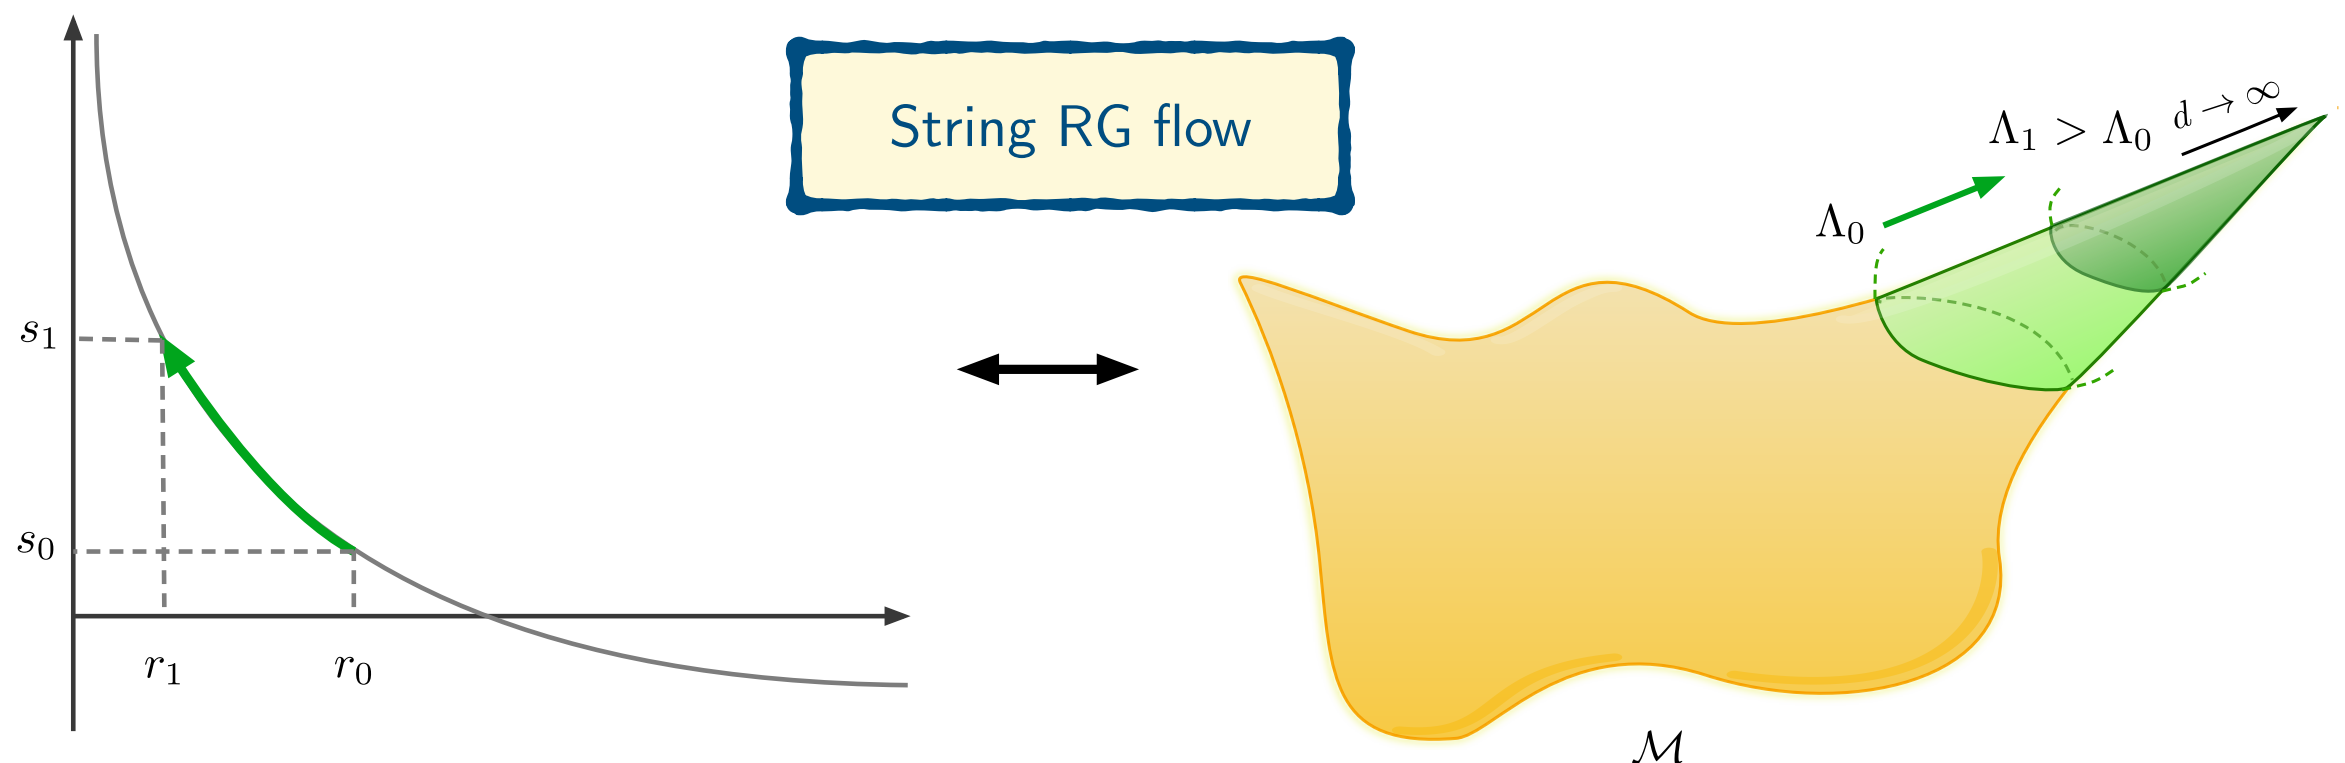 String RG flow
d → ∞
Λ₁ > Λ₀
Λ₀
s₁
s₀
r₁
r₀
ℳ